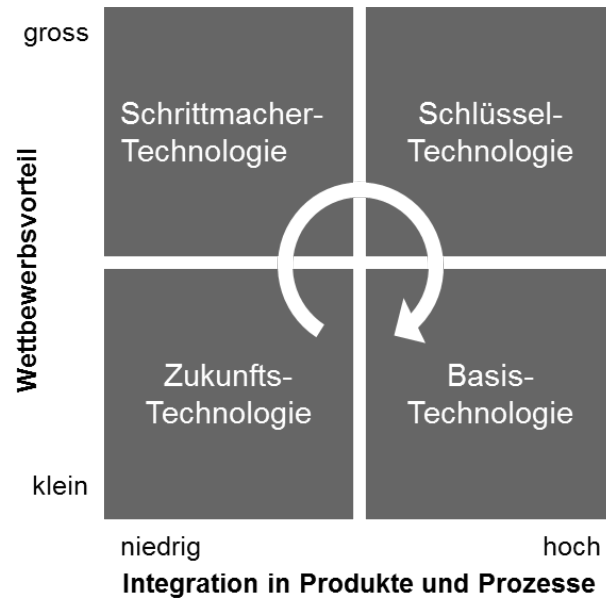 gross
Schrittmacher-
Technologie
Schlüssel-
Technologie
Wettbewerbsvorteil
Zukunfts-
Technologie
Basis-
Technologie
klein
niedrig
hoch
Integration in Produkte und Prozesse